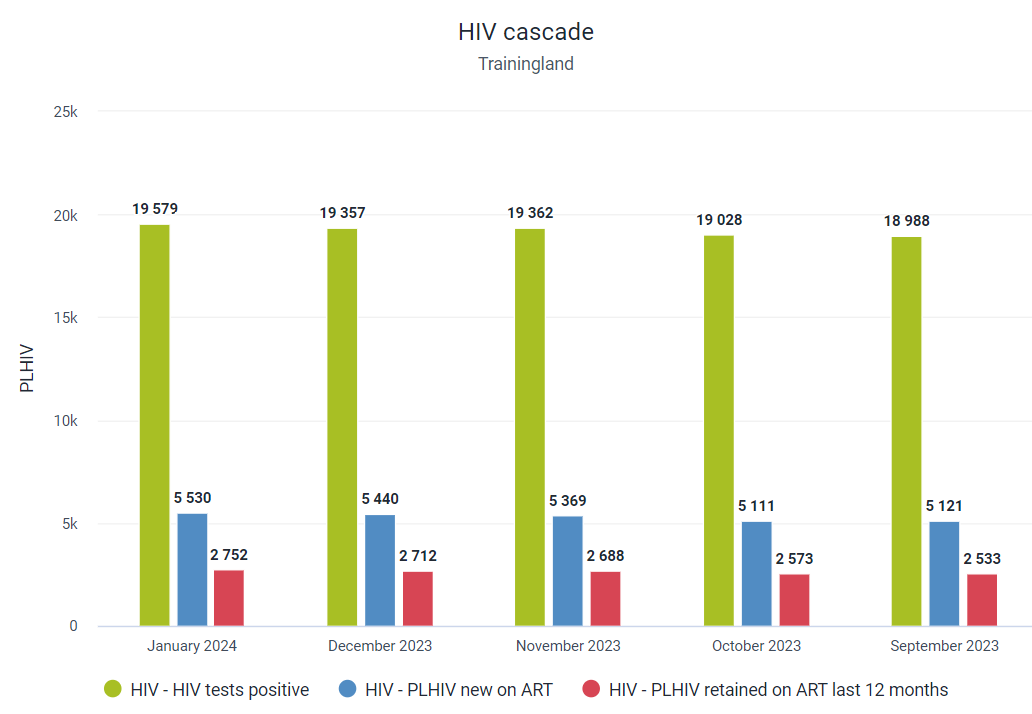 HIV cascade
Trainingland
25k
20k
15k
10k
5k
0
PLHIV
19 579
5 530
2 752
19 357
5 440
2 712
19 362
5 369
2 688
19 028
5 111
2 573
18 988
5 121
2 533
January 2024
December 2023
November 2023
October 2023
September 2023
HIV - HIV tests positive
HIV - PLHIV new on ART
HIV - PLHIV retained on ART last 12 months